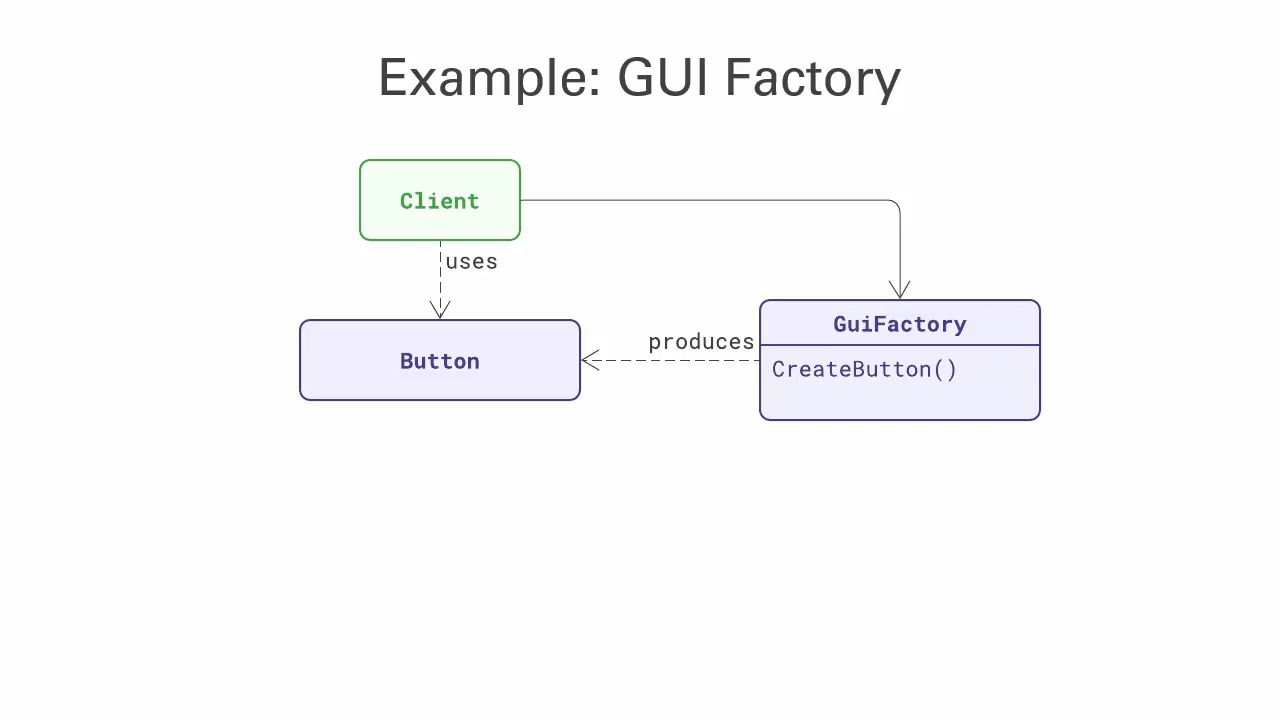 Example: GUI Factory
Client
uses
Button
produces
GuiFactory
CreateButton()